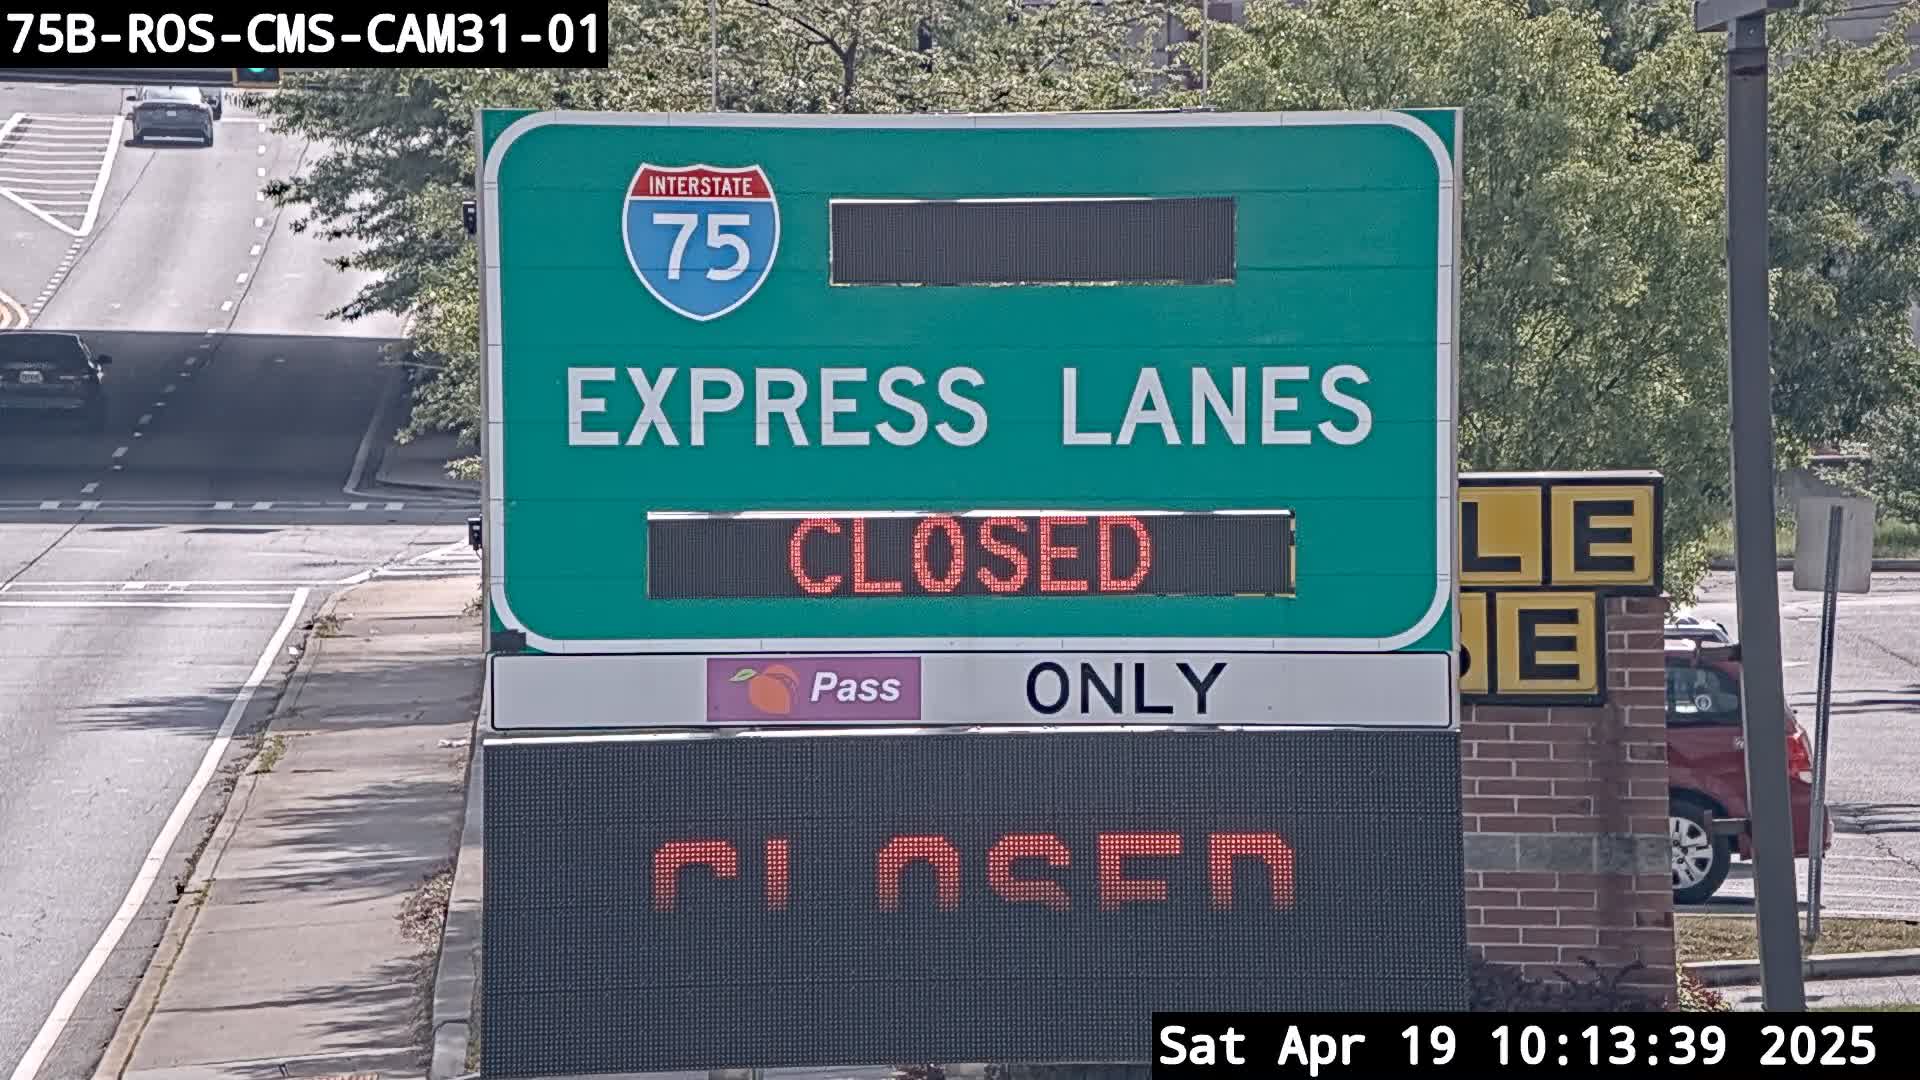 75B-ROS-CMS-CAM31-01
INTERSTATE
75
EXPRESS LANES
CLOSED
Pass ONLY
CLOSED
LE
E
Sat Apr 19 10:13:39 2025